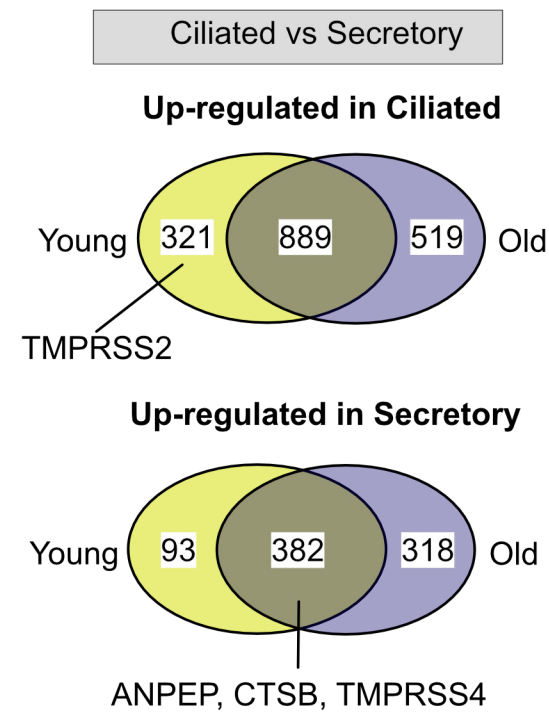 Ciliated vs Secretory
Up-regulated in Ciliated
Young 321 889 519 Old
TMPRSS2
Up-regulated in Secretory
Young 93 382 318 Old
ANPEP, CTSB, TMPRSS4